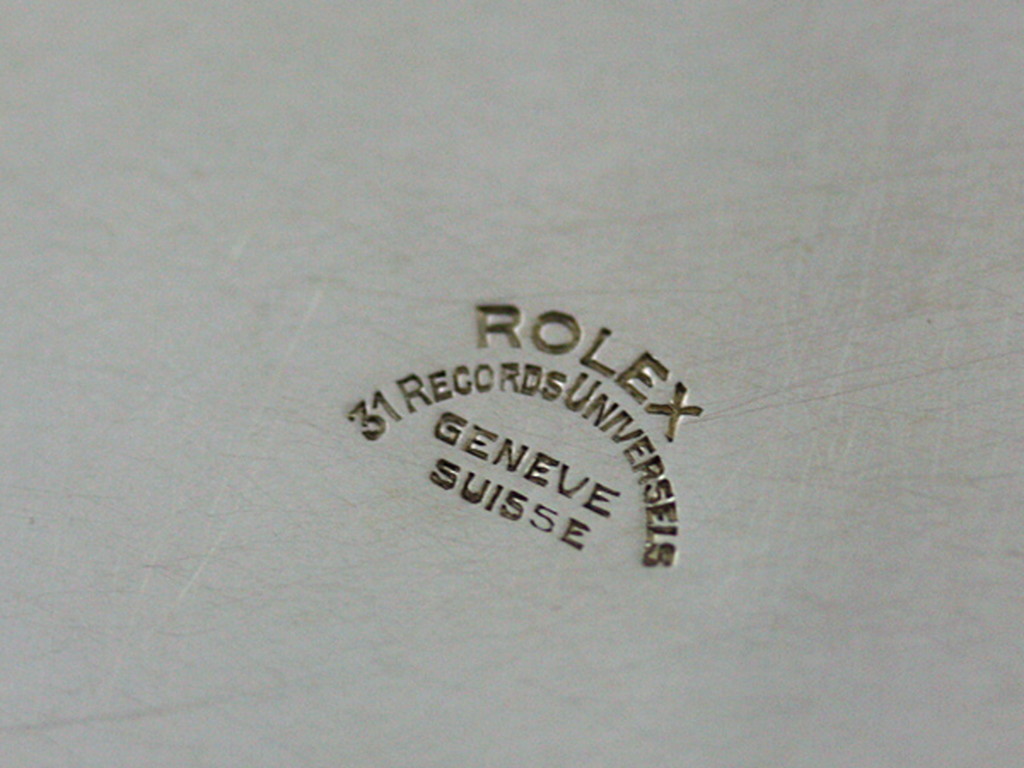 ROLEX
31 RECORDS UNIVERSELS
GENEVE
SUISSE